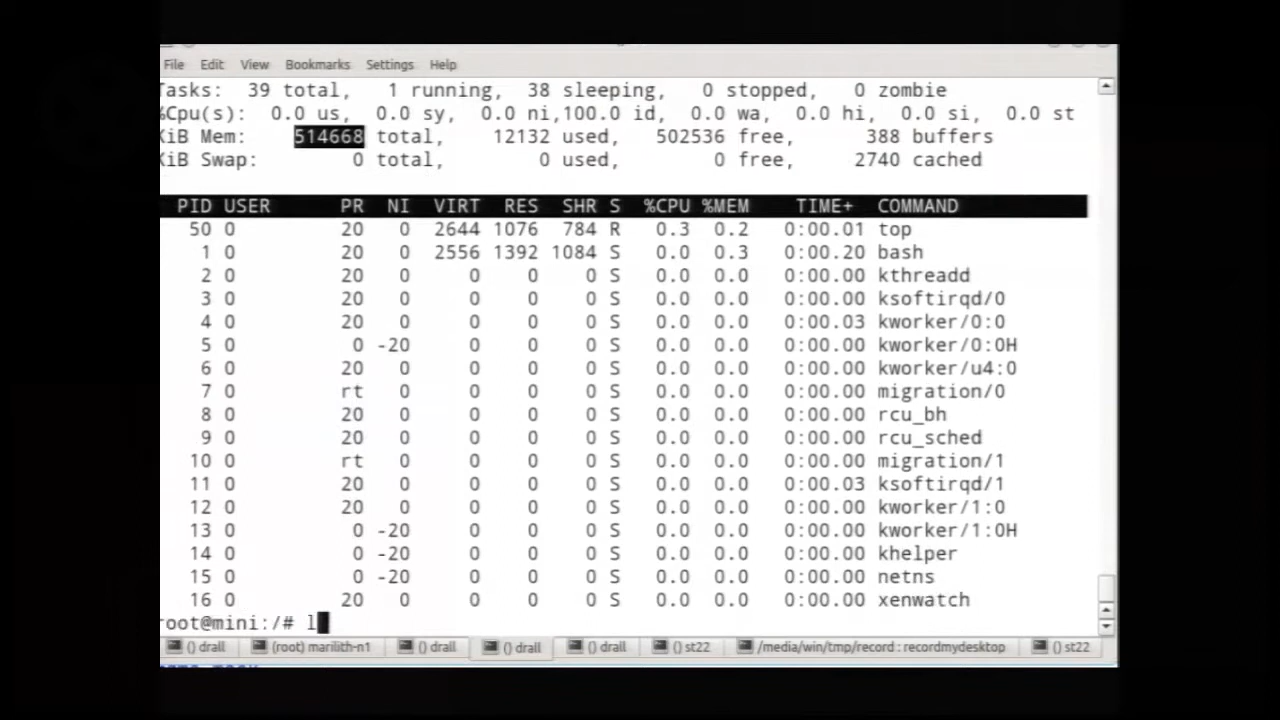 File Edit View Bookmarks Settings Help
Tasks: 39 total, 1 running, 38 sleeping, 0 stopped, 0 zombie
%Cpu(s): 0.0 us, 0.0 sy, 0.0 ni,100.0 id, 0.0 wa, 0.0 hi, 0.0 si, 0.0 st
KiB Mem: 514668 total, 12132 used, 502536 free, 388 buffers
KiB Swap: 0 total, 0 used, 0 free, 2740 cached
PID USER PR NI VIRT RES SHR S %CPU %MEM TIME+ COMMAND
50 0 20 0 2644 1076 784 R 0.3 0.2 0:00.01 top
1 0 20 0 2556 1392 1084 S 0.0 0.3 0:00.20 bash
2 0 20 0 0 0 0 S 0.0 0.0 0:00.00 kthreadd
3 0 20 0 0 0 0 S 0.0 0.0 0:00.00 ksoftirqd/0
4 0 20 0 0 0 0 S 0.0 0.0 0:00.03 kworker/0:0
5 0 0 -20 0 0 0 S 0.0 0.0 0:00.00 kworker/0:0H
6 0 20 0 0 0 0 S 0.0 0.0 0:00.00 kworker/u4:0
7 0 rt 0 0 0 0 S 0.0 0.0 0:00.00 migration/0
8 0 20 0 0 0 0 S 0.0 0.0 0:00.00 rcu_bh
9 0 20 0 0 0 0 S 0.0 0.0 0:00.00 rcu_sched
10 0 rt 0 0 0 0 S 0.0 0.0 0:00.00 migration/1
11 0 20 0 0 0 0 S 0.0 0.0 0:00.03 ksoftirqd/1
12 0 20 0 0 0 0 S 0.0 0.0 0:00.00 kworker/1:0
13 0 0 -20 0 0 0 S 0.0 0.0 0:00.00 kworker/1:0H
14 0 0 -20 0 0 0 S 0.0 0.0 0:00.00 khelper
15 0 0 -20 0 0 0 S 0.0 0.0 0:00.00 netns
16 0 20 0 0 0 0 S 0.0 0.0 0:00.00 xenwatch
root@mini:/# l
() drall (root) marilith-n1 () drall () drall () drall () st22 /media/win/tmp/record : recordmydesktop () st22